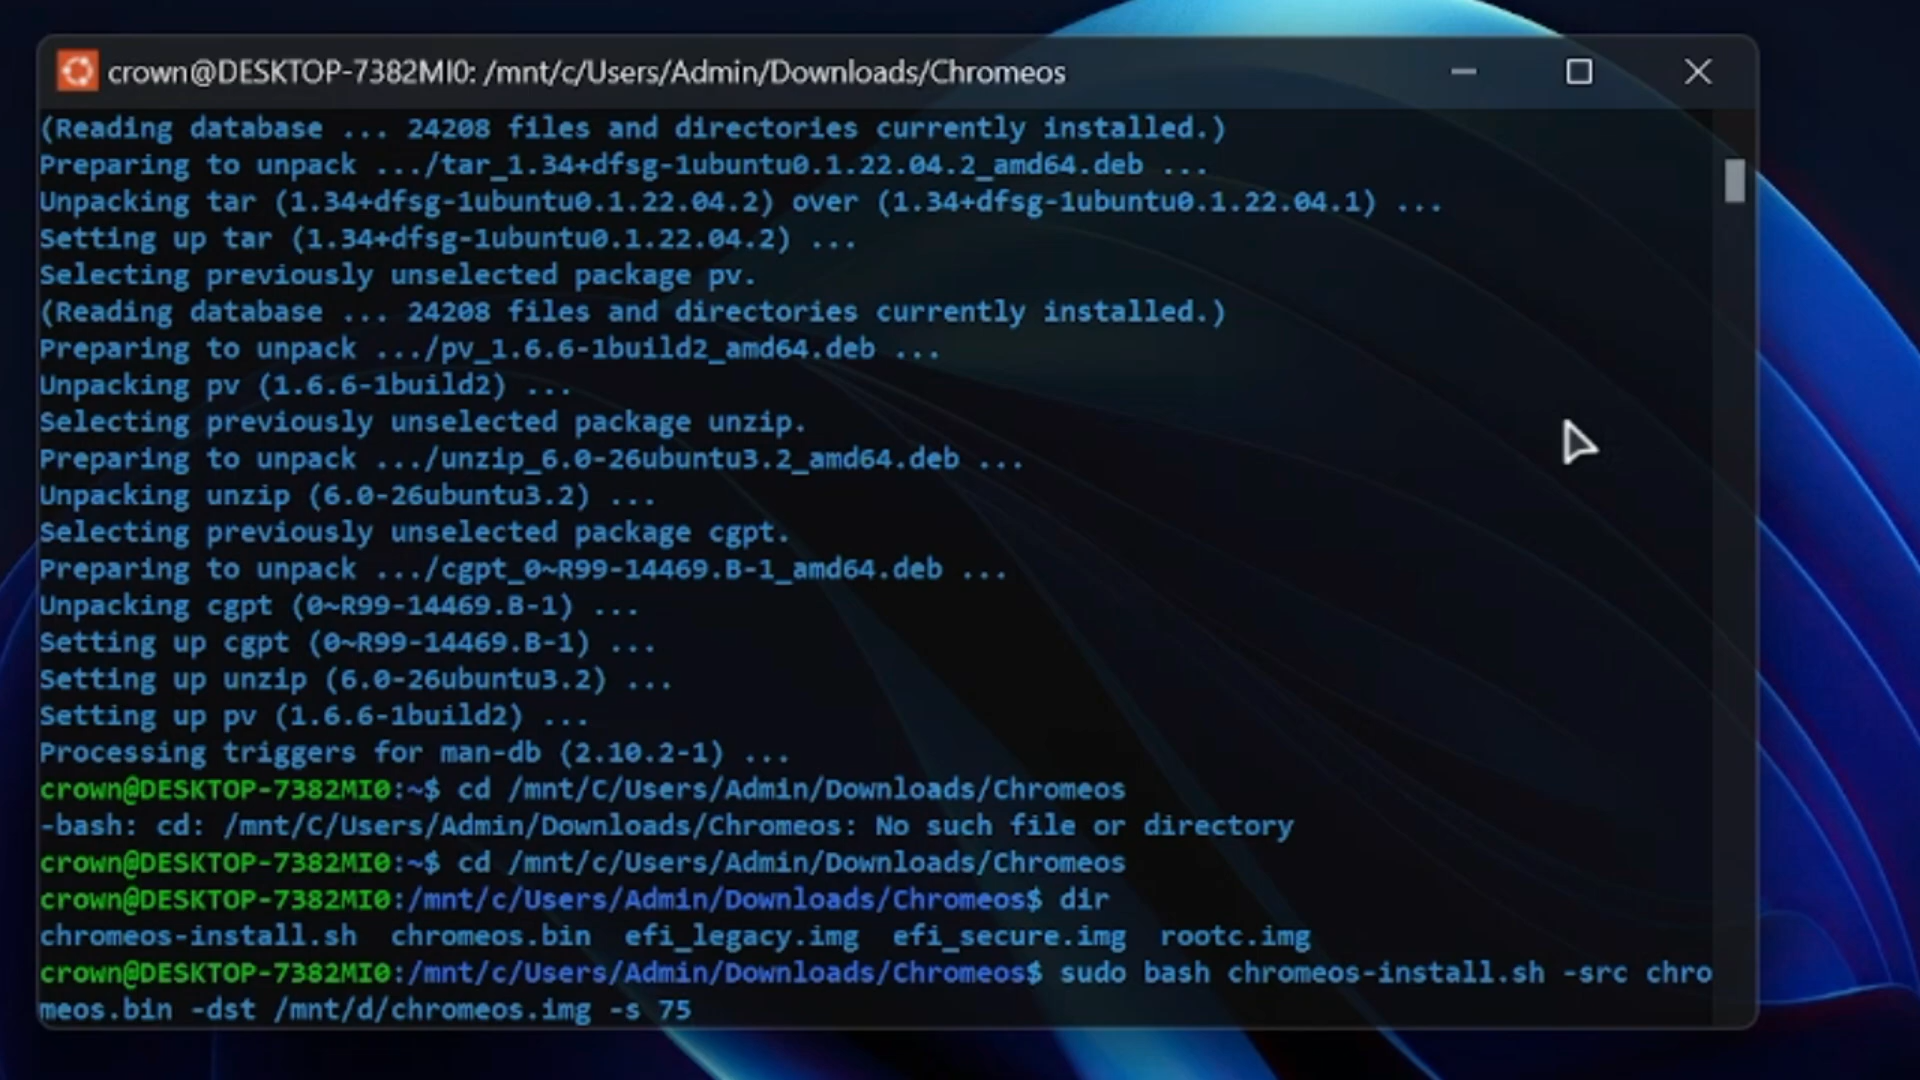 crown@DESKTOP-7382MI0: /mnt/c/Users/Admin/Downloads/Chromeos
(Reading database ... 24208 files and directories currently installed.)
Preparing to unpack .../tar_1.34+dfsg-1ubuntu0.1.22.04.2_amd64.deb ...
Unpacking tar (1.34+dfsg-1ubuntu0.1.22.04.2) over (1.34+dfsg-1ubuntu0.1.22.04.1) ...
Setting up tar (1.34+dfsg-1ubuntu0.1.22.04.2) ...
Selecting previously unselected package pv.
(Reading database ... 24208 files and directories currently installed.)
Preparing to unpack .../pv_1.6.6-1build2_amd64.deb ...
Unpacking pv (1.6.6-1build2) ...
Selecting previously unselected package unzip.
Preparing to unpack .../unzip_6.0-26ubuntu3.2_amd64.deb ...
Unpacking unzip (6.0-26ubuntu3.2) ...
Selecting previously unselected package cgpt.
Preparing to unpack .../cgpt_0~R99-14469.B-1_amd64.deb ...
Unpacking cgpt (0~R99-14469.B-1) ...
Setting up cgpt (0~R99-14469.B-1) ...
Setting up unzip (6.0-26ubuntu3.2) ...
Setting up pv (1.6.6-1build2) ...
Processing triggers for man-db (2.10.2-1) ...
crown@DESKTOP-7382MI0:~$ cd /mnt/C/Users/Admin/Downloads/Chromeos
-bash: cd: /mnt/C/Users/Admin/Downloads/Chromeos: No such file or directory
crown@DESKTOP-7382MI0:~$ cd /mnt/c/Users/Admin/Downloads/Chromeos
crown@DESKTOP-7382MI0:/mnt/c/Users/Admin/Downloads/Chromeos$ dir
chromeos-install.sh  chromeos.bin  efi_legacy.img  efi_secure.img  rootc.img
crown@DESKTOP-7382MI0:/mnt/c/Users/Admin/Downloads/Chromeos$ sudo bash chromeos-install.sh -src chro
meos.bin -dst /mnt/d/chromeos.img -s 75